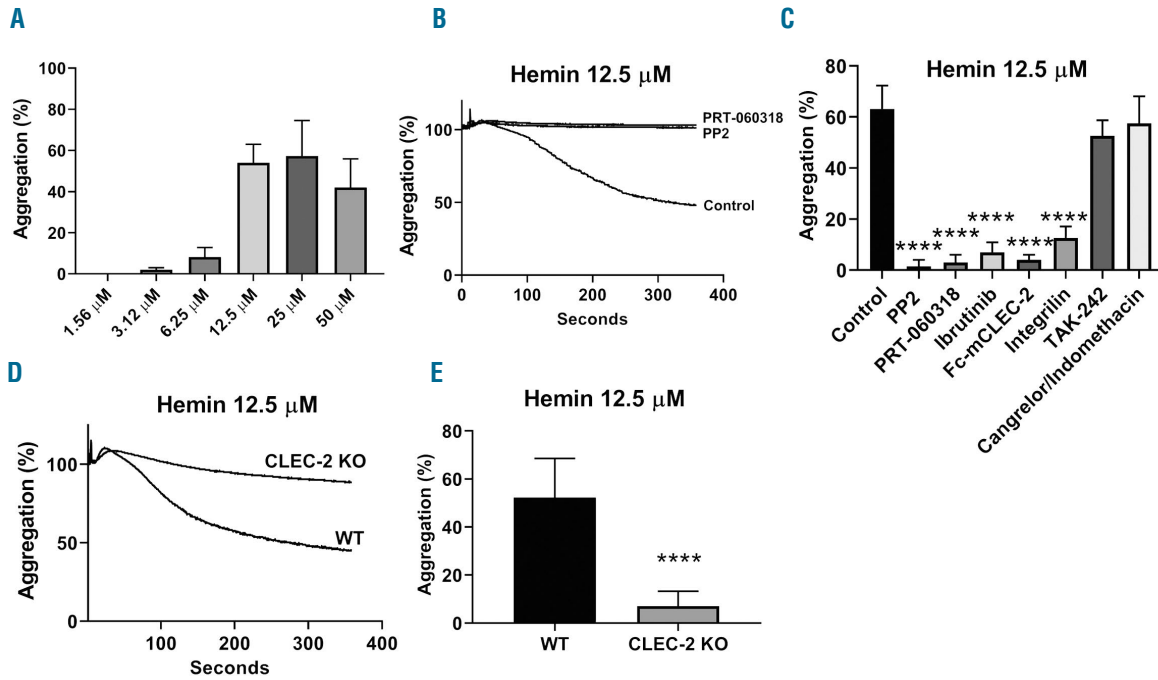 A
Aggregation (%)
100
80
60
40
20
0
1.56 μM
3.12 μM
6.25 μM
12.5 μM
25 μM
50 μM
B
Hemin 12.5 μM
Aggregation (%)
100
50
0
PRT-060318
PP2
Control
0 100 200 300 400
Seconds
C
Hemin 12.5 μM
Aggregation (%)
80
60
40
20
0
**** **** **** **** ****
Control
PP2
PRT-060318
Ibrutinib
Fc-mCLEC-2
Integrilin
TAK-242
Cangrelor/Indomethacin
D
Hemin 12.5 μM
Aggregation (%)
100
50
0
CLEC-2 KO
WT
100 200 300 400
Seconds
E
Hemin 12.5 μM
Aggregation (%)
80
60
40
20
0
****
WT CLEC-2 KO